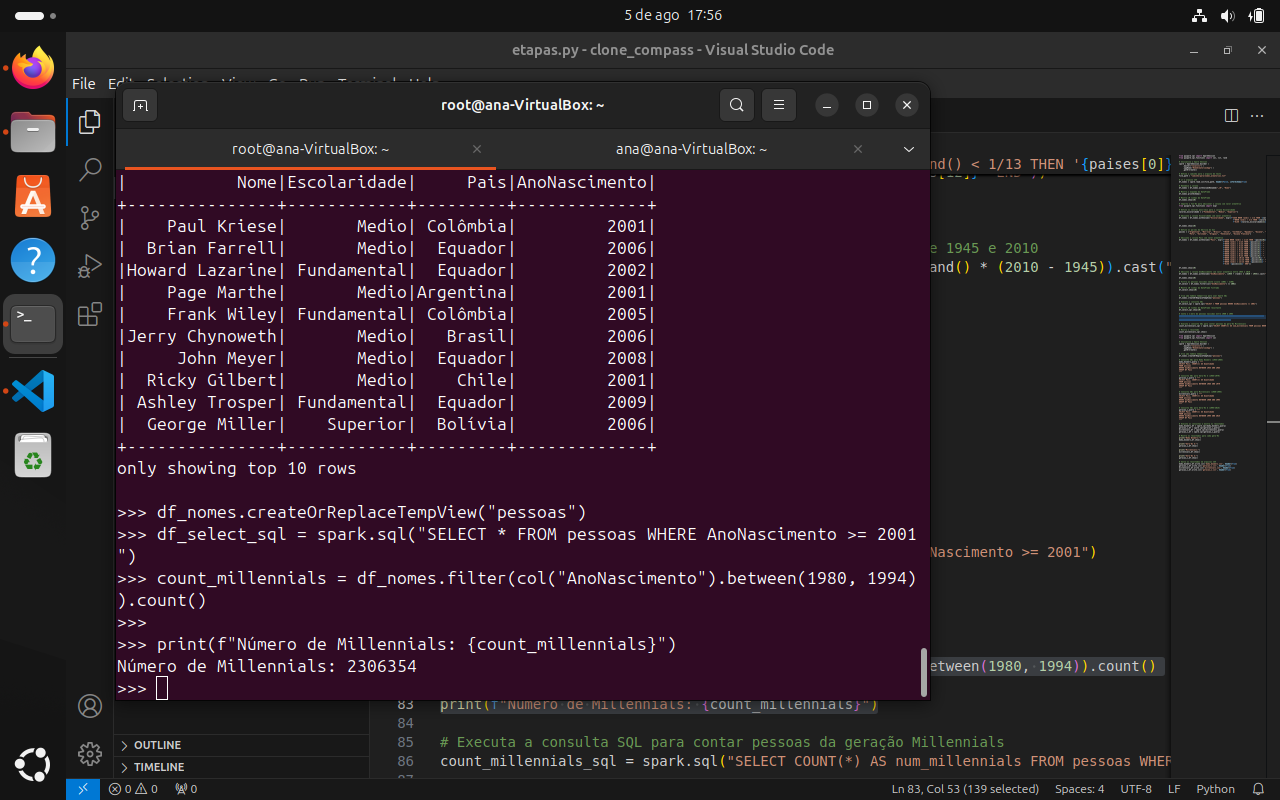 5 de ago 17:56
etapas.py - clone_compass - Visual Studio Code
File Edit Selection View Go Run Terminal Help
root@ana-VirtualBox: ~
root@ana-VirtualBox: ~
ana@ana-VirtualBox: ~
| Nome|Escolaridade| Pais|AnoNascimento|
+---------------+------------+---------+-------------+
| Paul Kriese| Medio| Colômbia| 2001|
| Brian Farrell| Medio| Equador| 2006|
|Howard Lazarine| Fundamental| Equador| 2002|
| Page Marthe| Medio|Argentina| 2001|
| Frank Wiley| Fundamental| Colômbia| 2005|
|Jerry Chynoweth| Medio| Brasil| 2006|
| John Meyer| Medio| Equador| 2008|
| Ricky Gilbert| Medio| Chile| 2001|
| Ashley Trosper| Fundamental| Equador| 2009|
| George Miller| Superior| Bolivia| 2006|
+---------------+------------+---------+-------------+
only showing top 10 rows
>>> df_nomes.createOrReplaceTempView("pessoas")
>>> df_select_sql = spark.sql("SELECT * FROM pessoas WHERE AnoNascimento >= 2001
")
>>> count_millennials = df_nomes.filter(col("AnoNascimento").between(1980, 1994)
).count()
>>>
>>> print(f"Número de Millennials: {count_millennials}")
Número de Millennials: 2306354
>>>
nd() < 1/13 THEN '{paises[0]}
e 1945 e 2010
and() * (2010 - 1945)).cast("
Nascimento >= 2001")
etween(1980, 1994)).count()
83 print(f"Número de Millennials: {count_millennials}")
84
85 # Executa a consulta SQL para contar pessoas da geração Millennials
86 count_millennials_sql = spark.sql("SELECT COUNT(*) AS num_millennials FROM pessoas WHER
87
OUTLINE
TIMELINE
0 0 0
Ln 83, Col 53 (139 selected) Spaces: 4 UTF-8 LF Python